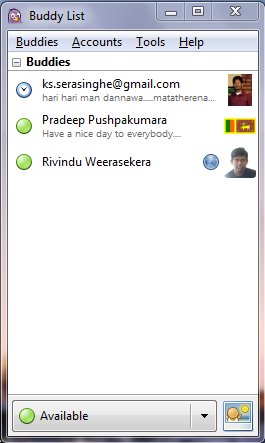 Buddy List
Buddies Accounts Tools Help
Buddies
ks.serasinghe@gmail.com
hari hari man dannawa....matatherena...
Pradeep Pushpakumara
Have a nice day to everybody....
Rivindu Weerasekera
Available